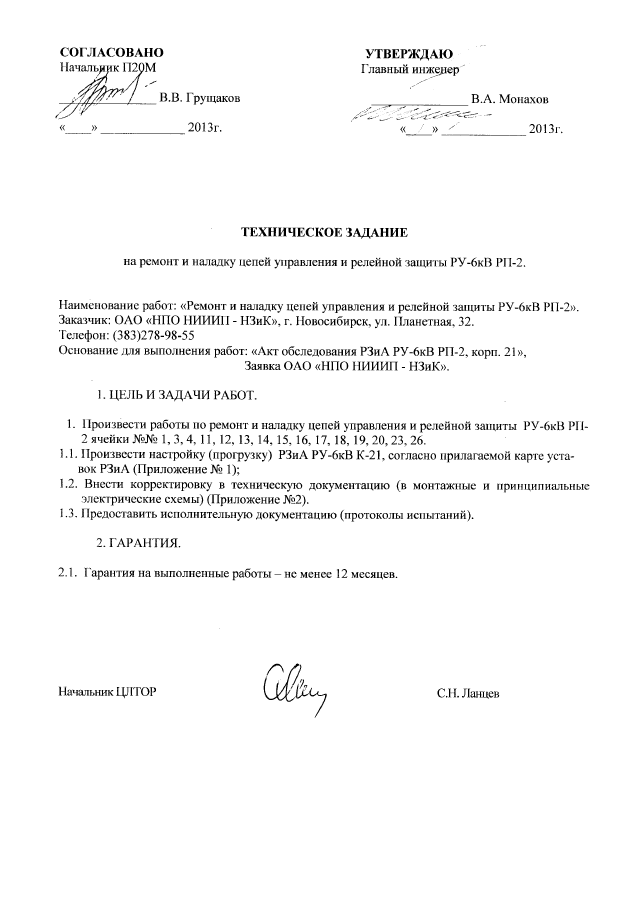 СОГЛАСОВАНО УТВЕРЖДАЮ
Начальник П20М Главный инженер
______________ В.В. Грущаков ______________ В.А. Монахов
«____» ____________ 2013г. «____» ____________ 2013г.
ТЕХНИЧЕСКОЕ ЗАДАНИЕ
на ремонт и наладку цепей управления и релейной защиты РУ-6кВ РП-2.
Наименование работ: «Ремонт и наладку цепей управления и релейной защиты РУ-6кВ РП-2».
Заказчик: ОАО «НПО НИИИП - НЗиК», г. Новосибирск, ул. Планетная, 32.
Телефон: (383)278-98-55
Основание для выполнения работ: «Акт обследования РЗиА РУ-6кВ РП-2, корп. 21»,
Заявка ОАО «НПО НИИИП - НЗиК».
1. ЦЕЛЬ И ЗАДАЧИ РАБОТ.
1. Произвести работы по ремонт и наладку цепей управления и релейной защиты РУ-6кВ РП-
2 ячейки №№ 1, 3, 4, 11, 12, 13, 14, 15, 16, 17, 18, 19, 20, 23, 26.
1.1. Произвести настройку (прогрузку) РЗиА РУ-6кВ К-21, согласно прилагаемой карте уста-
вок РЗиА (Приложение № 1);
1.2. Внести корректировку в техническую документацию (в монтажные и принципиальные
электрические схемы) (Приложение №2).
1.3. Предоставить исполнительную документацию (протоколы испытаний).
2. ГАРАНТИЯ.
2.1. Гарантия на выполненные работы – не менее 12 месяцев.
Начальник ЦЛТОР С.Н. Ланцев